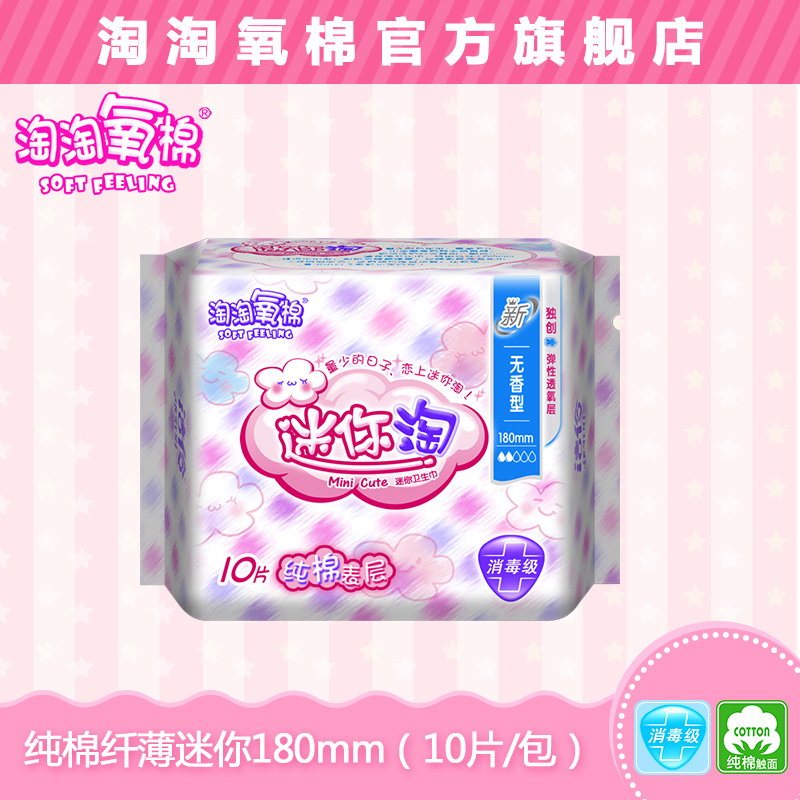 淘淘氧棉官方旗舰店
淘淘氧棉®
SOFT FEELING
淘淘氧棉®
SOFT FEELING
新
无香型
180mm
独创 弹性透氧层
量少的日子、恋上迷你淘！
迷你淘
Mini Cute 迷你卫生巾
10片 纯棉表层
消毒级
纯棉纤薄迷你180mm（10片/包）
消毒级
COTTON
纯棉触面